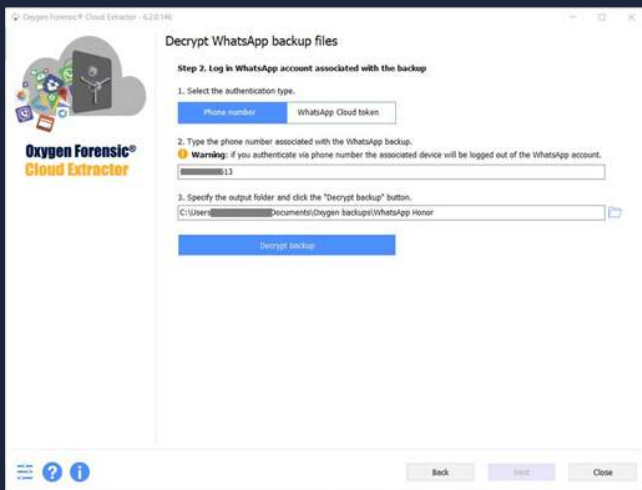 Oxygen Forensic® Cloud Extractor - 6.2.0.146
Decrypt WhatsApp backup files
Step 2. Log in WhatsApp account associated with the backup
1. Select the authentication type.
Phone number
WhatsApp Cloud token
2. Type the phone number associated with the WhatsApp backup.
Warning: if you authenticate via phone number the associated device will be logged out of the WhatsApp account.
513
3. Specify the output folder and click the "Decrypt backup" button.
C:\Users Documents\Oxygen backups\WhatsApp Honor
Decrypt backup
Oxygen Forensic®
Cloud Extractor
Back
Next
Close